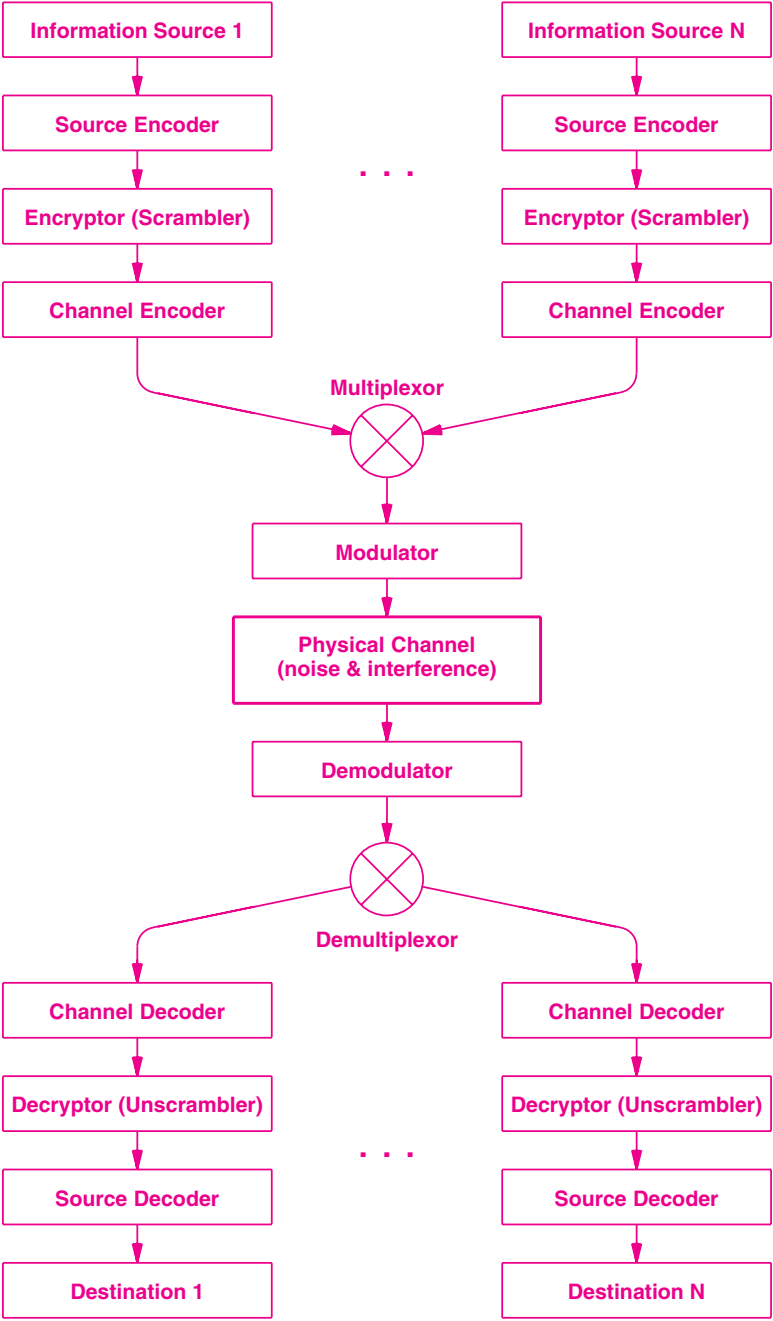 Information Source 1
Information Source N
Source Encoder
Source Encoder
. . .
Encryptor (Scrambler)
Encryptor (Scrambler)
Channel Encoder
Channel Encoder
Multiplexor
Modulator
Physical Channel
(noise & interference)
Demodulator
Demultiplexor
Channel Decoder
Channel Decoder
Decryptor (Unscrambler)
Decryptor (Unscrambler)
. . .
Source Decoder
Source Decoder
Destination 1
Destination N